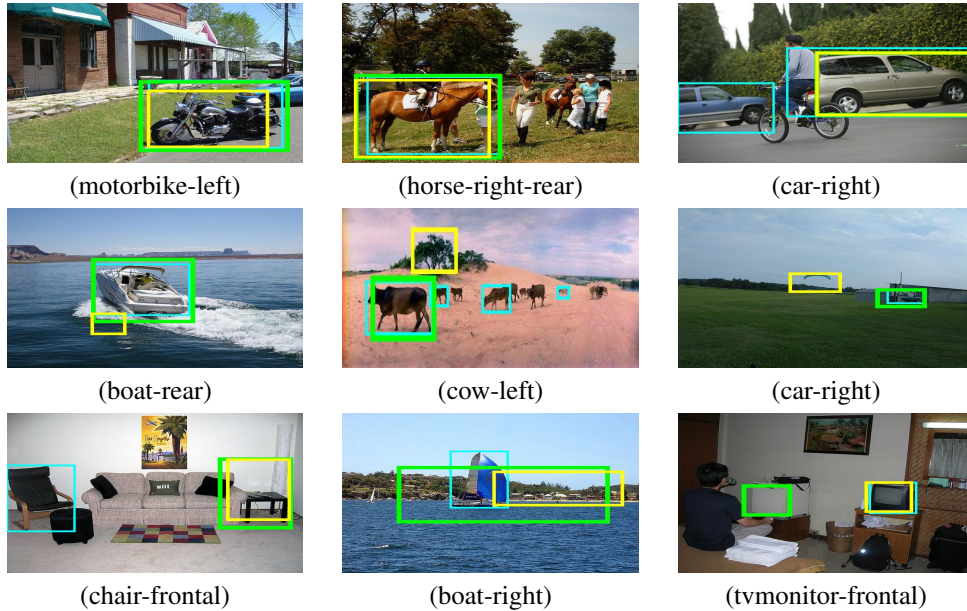 (motorbike-left)
(horse-right-rear)
(car-right)
(boat-rear)
(cow-left)
(car-right)
(chair-frontal)
(boat-right)
(tvmonitor-frontal)